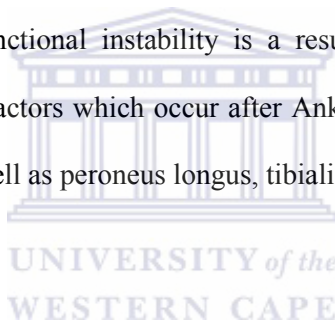 nctional instability is a resu
actors which occur after Ank
ell as peroneus longus, tibiali
UNIVERSITY of the
WESTERN CAPE